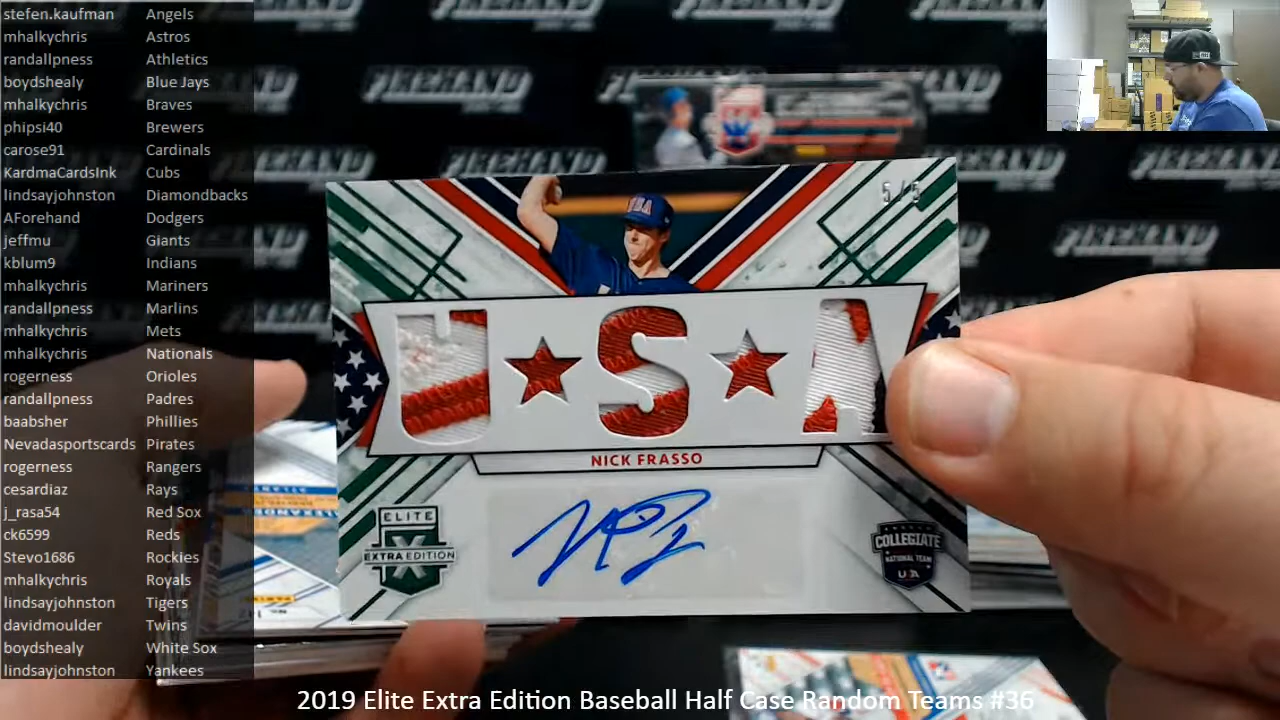 stefen.kaufman Angels
mhalkychris Astros
randallpness Athletics
boydshealy Blue Jays
mhalkychris Braves
phipsi40 Brewers
carose91 Cardinals
KardmaCardsInk Cubs
lindsayjohnston Diamondbacks
AForehand Dodgers
jeffmu Giants
kblum9 Indians
mhalkychris Mariners
randallpness Marlins
mhalkychris Mets
mhalkychris Nationals
rogerness Orioles
randallpness Padres
baabsher Phillies
Nevadasportscards Pirates
rogerness Rangers
cesardiaz Rays
j_rasa54 Red Sox
ck6599 Reds
Stevo1686 Rockies
mhalkychris Royals
lindsayjohnston Tigers
davidmoulder Twins
boydshealy White Sox
lindsayjohnston Yankees
FIREHAND
5/5
USA
U★S★A
NICK FRASSO
ELITE
X
EXTRA EDITION
COLLEGIATE
NATIONAL TEAM
USA
2019 Elite Extra Edition Baseball Half Case Random Teams #36